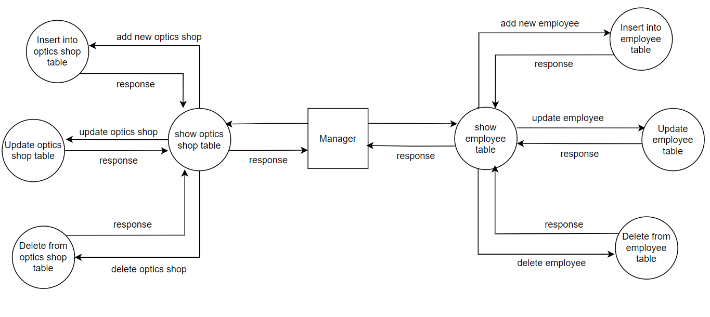 add new optics shop
Insert into
optics shop
table
response
update optics shop
Update optics
shop table
response
show optics
shop table
response
response
Delete from
optics shop
table
delete optics shop
Manager
response
add new employee
Insert into
employee
table
response
show
employee
table
update employee
Update
employee
table
response
response
Delete from
employee
table
delete employee